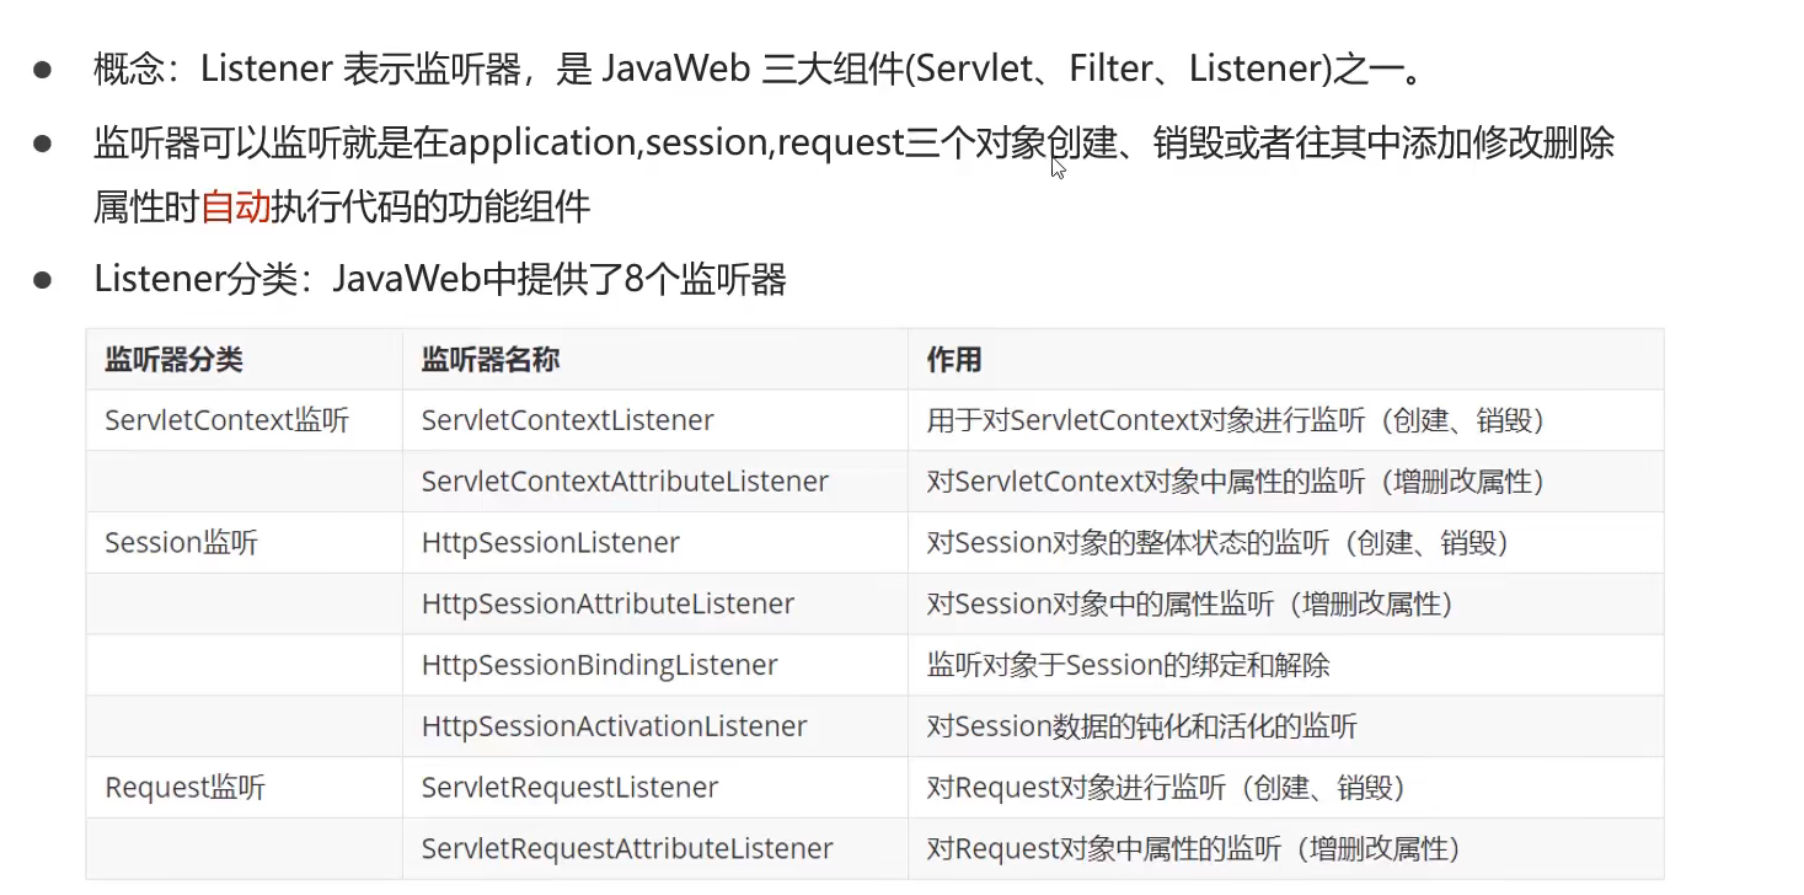 概念：Listener 表示监听器，是 JavaWeb 三大组件(Servlet、Filter、Listener)之一。
监听器可以监听就是在application,session,request三个对象创建、销毁或者往其中添加修改删除
属性时自动执行代码的功能组件
Listener分类：JavaWeb中提供了8个监听器
监听器分类 监听器名称 作用
ServletContext监听 ServletContextListener 用于对ServletContext对象进行监听（创建、销毁）
ServletContextAttributeListener 对ServletContext对象中属性的监听（增删改属性）
Session监听 HttpSessionListener 对Session对象的整体状态的监听（创建、销毁）
HttpSessionAttributeListener 对Session对象中的属性监听（增删改属性）
HttpSessionBindingListener 监听对象于Session的绑定和解除
HttpSessionActivationListener 对Session数据的钝化和活化的监听
Request监听 ServletRequestListener 对Request对象进行监听（创建、销毁）
ServletRequestAttributeListener 对Request对象中属性的监听（增删改属性）